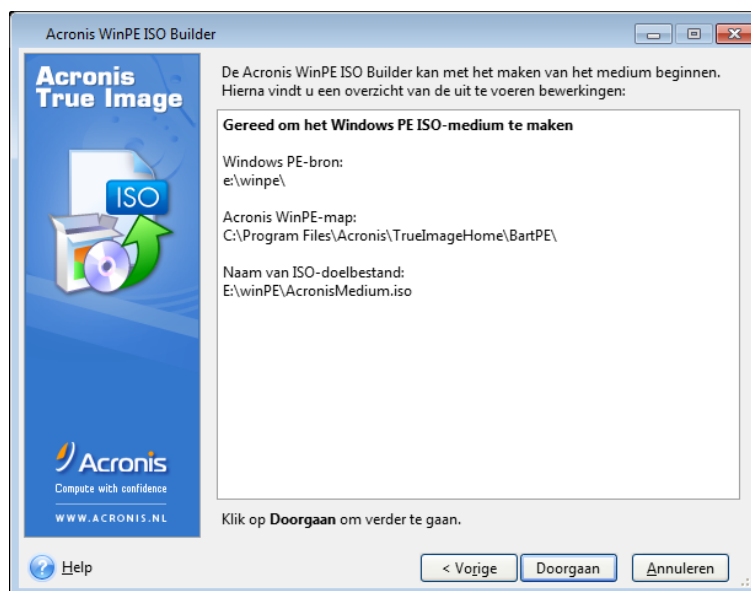 Acronis WinPE ISO Builder
Acronis
True Image
ISO
Acronis
Compute with confidence
WWW.ACRONIS.NL
De Acronis WinPE ISO Builder kan met het maken van het medium beginnen.
Hierna vindt u een overzicht van de uit te voeren bewerkingen:
Gereed om het Windows PE ISO-medium te maken
Windows PE-bron:
e:\winpe\
Acronis WinPE-map:
C:\Program Files\Acronis\TrueImageHome\BartPE\
Naam van ISO-doelbestand:
E:\winPE\AcronisMedium.iso
Klik op Doorgaan om verder te gaan.
Help
< Vorige
Doorgaan
Annuleren